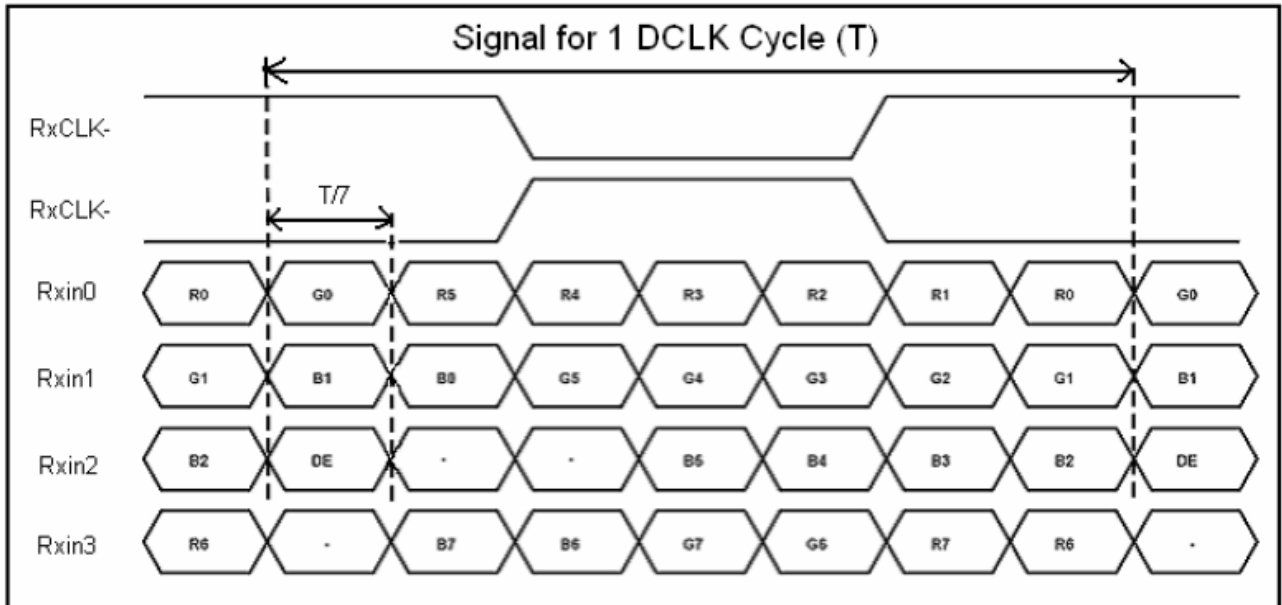 Signal for 1 DCLK Cycle (T)
RxCLK-
T/7
RxCLK-
Rxin0 R0 G0 R5 R4 R3 R2 R1 R0 G0
Rxin1 G1 B1 B0 G5 G4 G3 G2 G1 B1
Rxin2 B2 DE - - B5 B4 B3 B2 DE
Rxin3 R6 - B7 B6 G7 G6 R7 R6 -